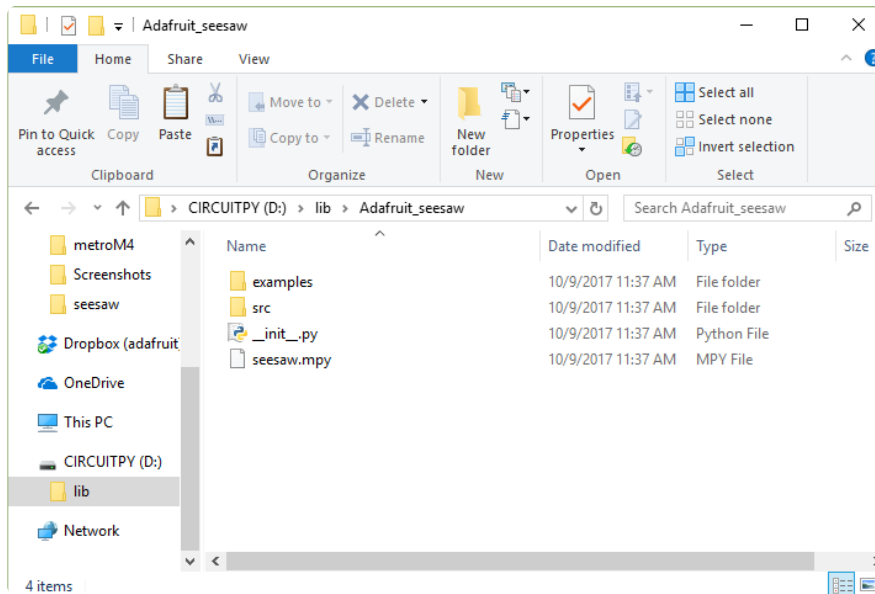 Adafruit_seesaw
File Home Share View
Pin to Quick access
Copy
Paste
Move to
Copy to
Delete
Rename
New folder
Properties
Select all
Select none
Invert selection
Clipboard Organize New Open Select
CIRCUITPY (D:) > lib > Adafruit_seesaw
Search Adafruit_seesaw
metroM4
Screenshots
seesaw
Dropbox (adafruit
OneDrive
This PC
CIRCUITPY (D:)
lib
Network
Name Date modified Type Size
examples 10/9/2017 11:37 AM File folder
src 10/9/2017 11:37 AM File folder
__init__.py 10/9/2017 11:37 AM Python File
seesaw.mpy 10/9/2017 11:37 AM MPY File
4 items